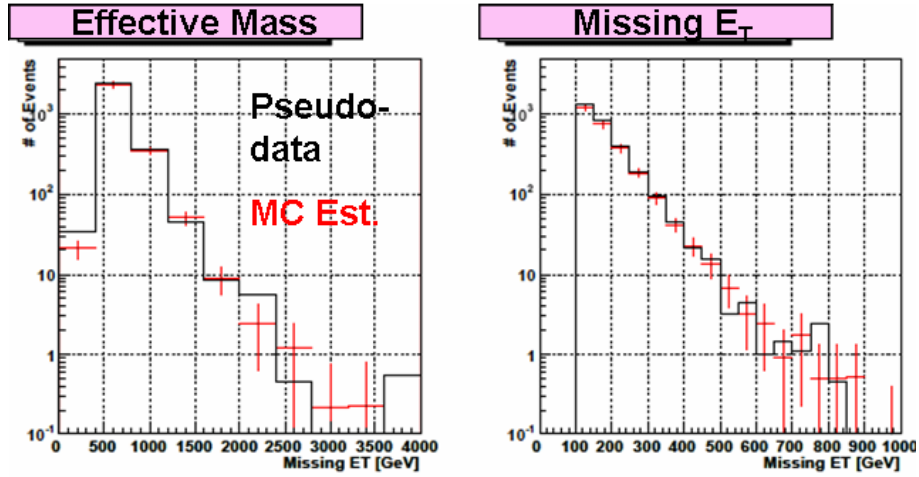 Effective Mass
# of Events
10³
10²
10
1
10⁻¹
Pseudo-
data
MC Est.
0 500 1000 1500 2000 2500 3000 3500 4000
Missing ET [GeV]
Missing E_T
# of Events
10³
10²
10
1
10⁻¹
0 100 200 300 400 500 600 700 800 900 1000
Missing ET [GeV]